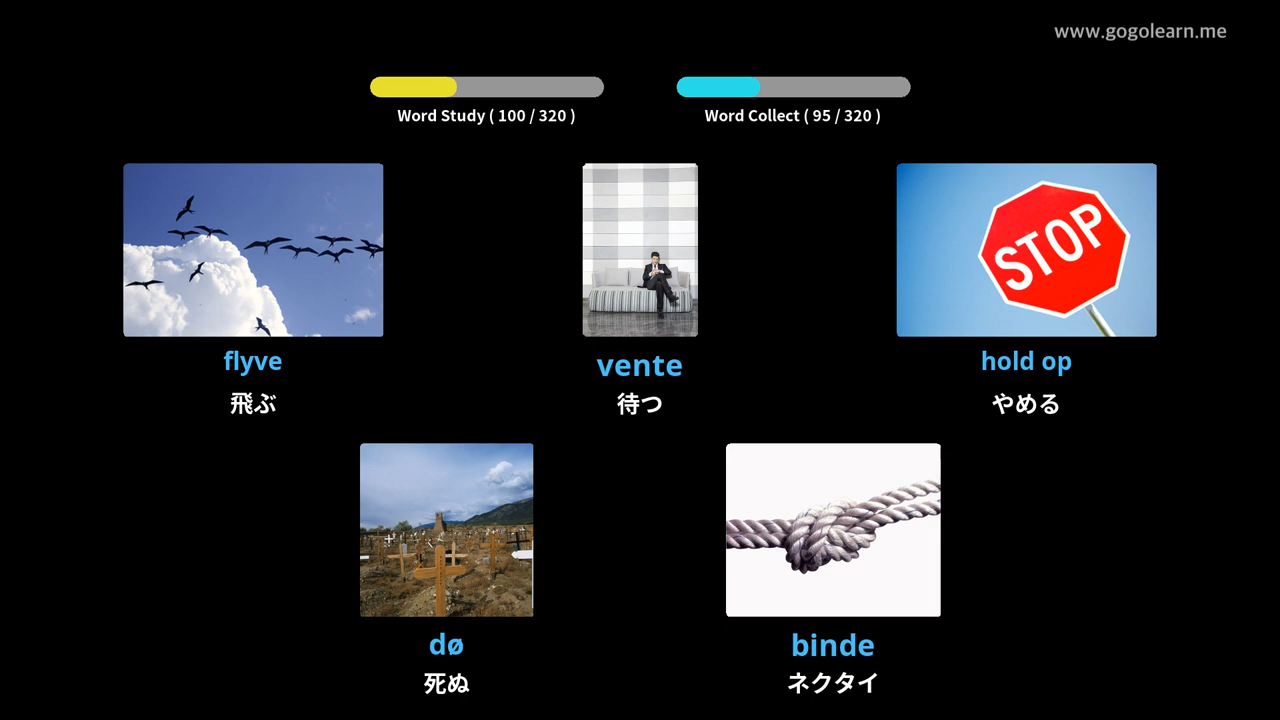 www.gogolearn.me
Word Study ( 100 / 320 )
Word Collect ( 95 / 320 )
STOP
flyve
vente
hold op
飛ぶ
待つ
やめる
dø
binde
死ぬ
ネクタイ